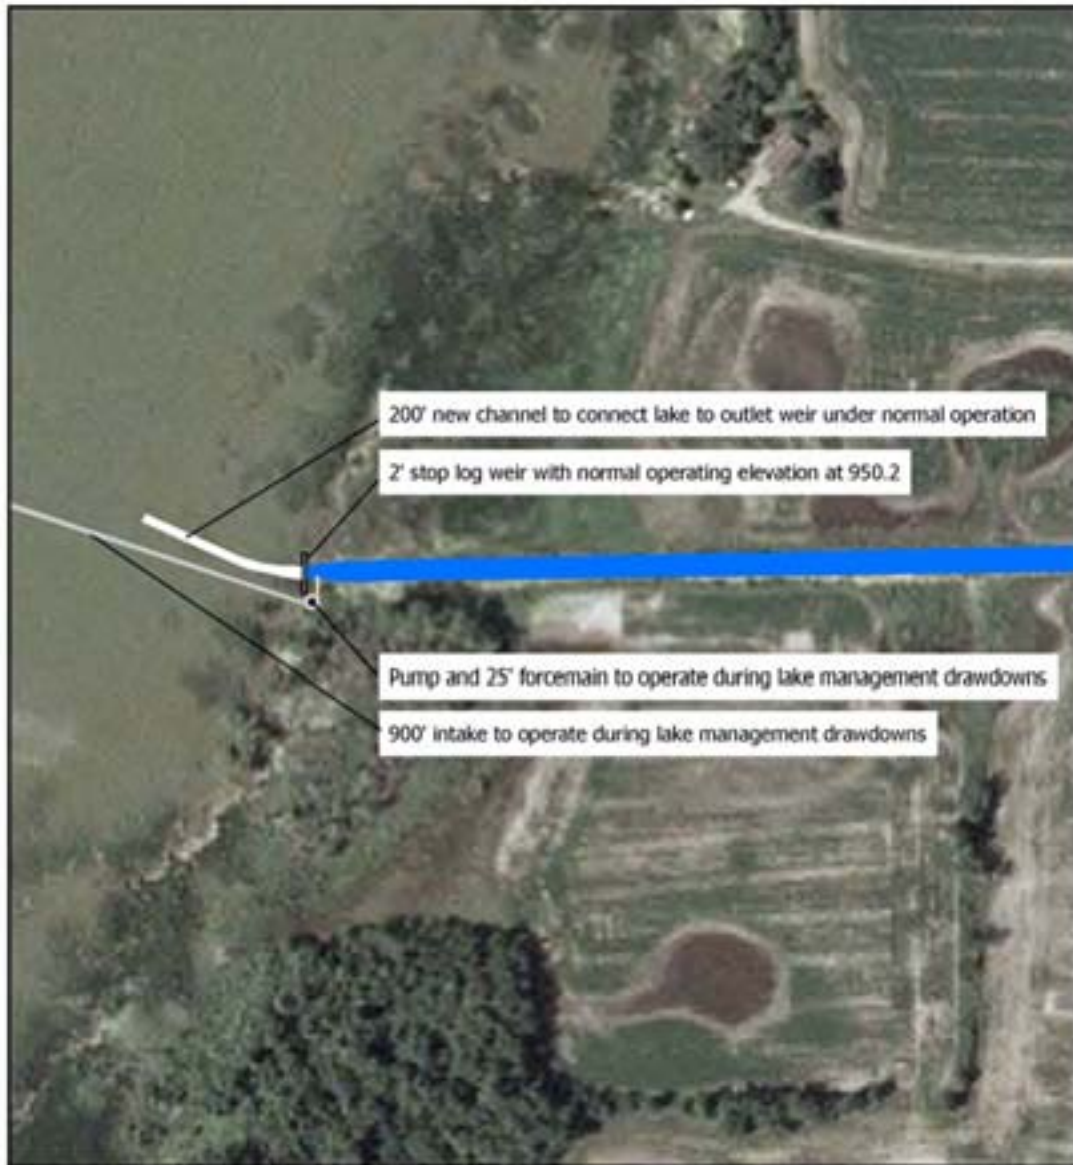 200' new channel to connect lake to outlet weir under normal operation
2' stop log weir with normal operating elevation at 950.2
Pump and 25' forcemain to operate during lake management drawdowns
900' intake to operate during lake management drawdowns